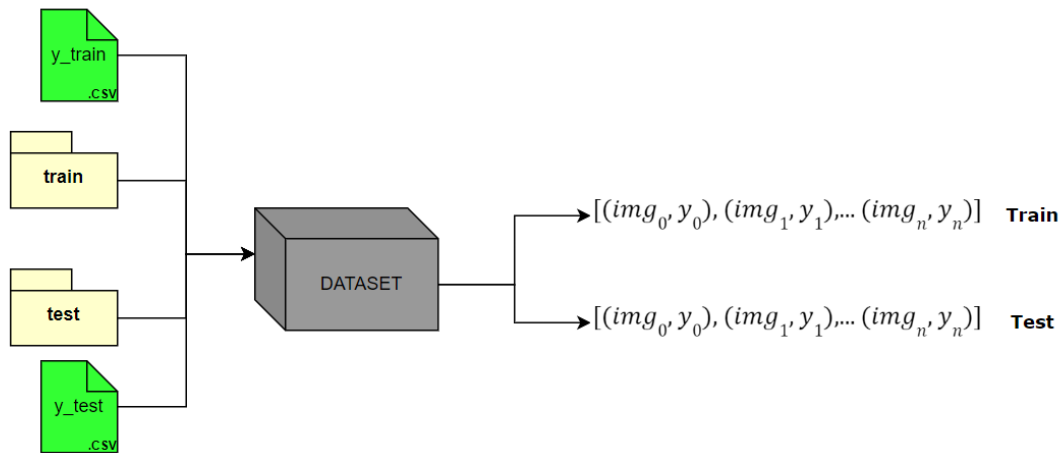 y_train
.CSV
train
test
y_test
.CSV
DATASET
[(img₀, y₀), (img₁, y₁),... (imgₙ, yₙ)] Train
[(img₀, y₀), (img₁, y₁),... (imgₙ, yₙ)] Test